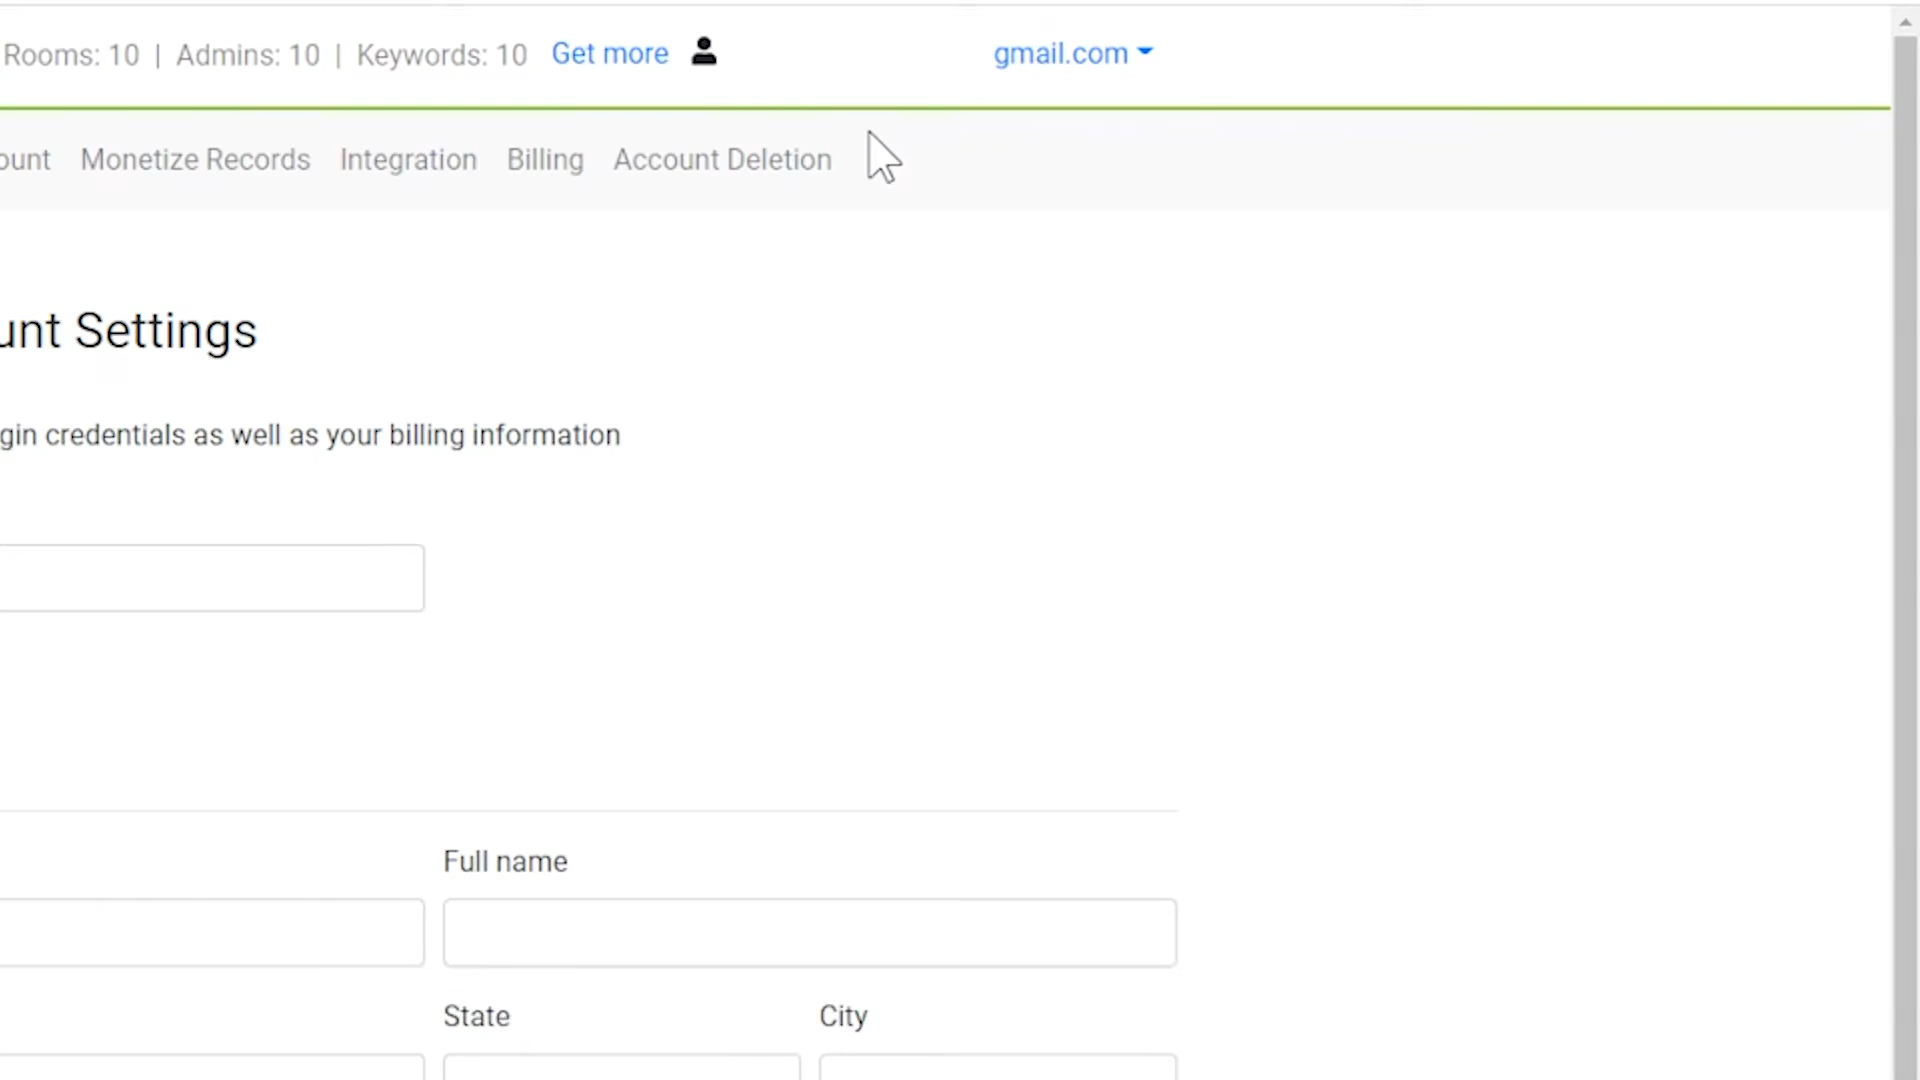 Rooms: 10 | Admins: 10 | Keywords: 10 Get more gmail.com
ount Monetize Records Integration Billing Account Deletion
unt Settings
gin credentials as well as your billing information
Full name
State City